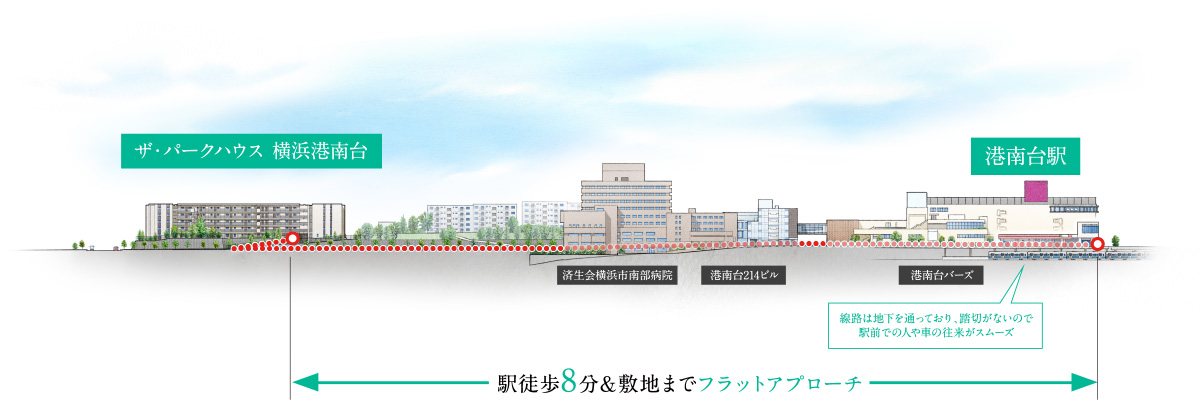 ザ・パークハウス 横浜港南台
港南台駅
済生会横浜市南部病院
港南台214ビル
港南台バーズ
線路は地下を通っており、踏切がないので
駅前での人や車の往来がスムーズ
駅徒歩8分&敷地までフラットアプローチ